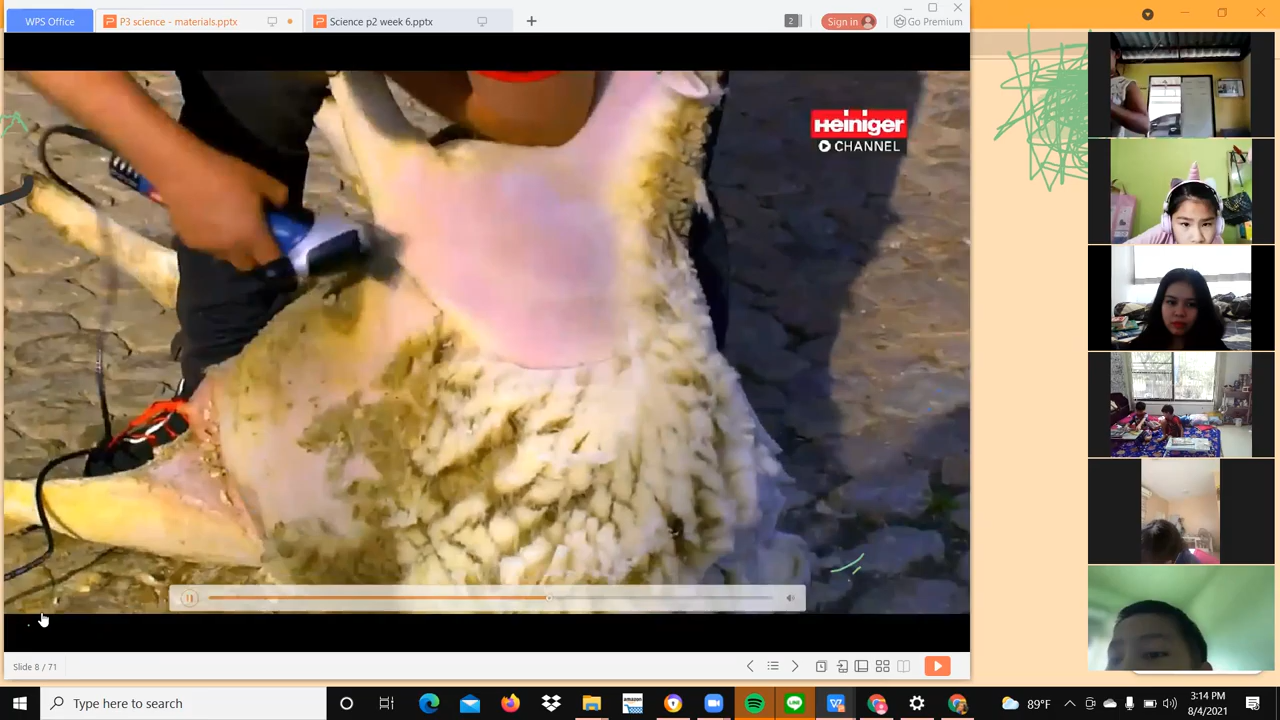 WPS Office
P3 science - materials.pptx
Science p2 week 6.pptx
2
Sign in
Go Premium
Heiniger
CHANNEL
Slide 8 / 71
Type here to search
89°F
3:14 PM
8/4/2021